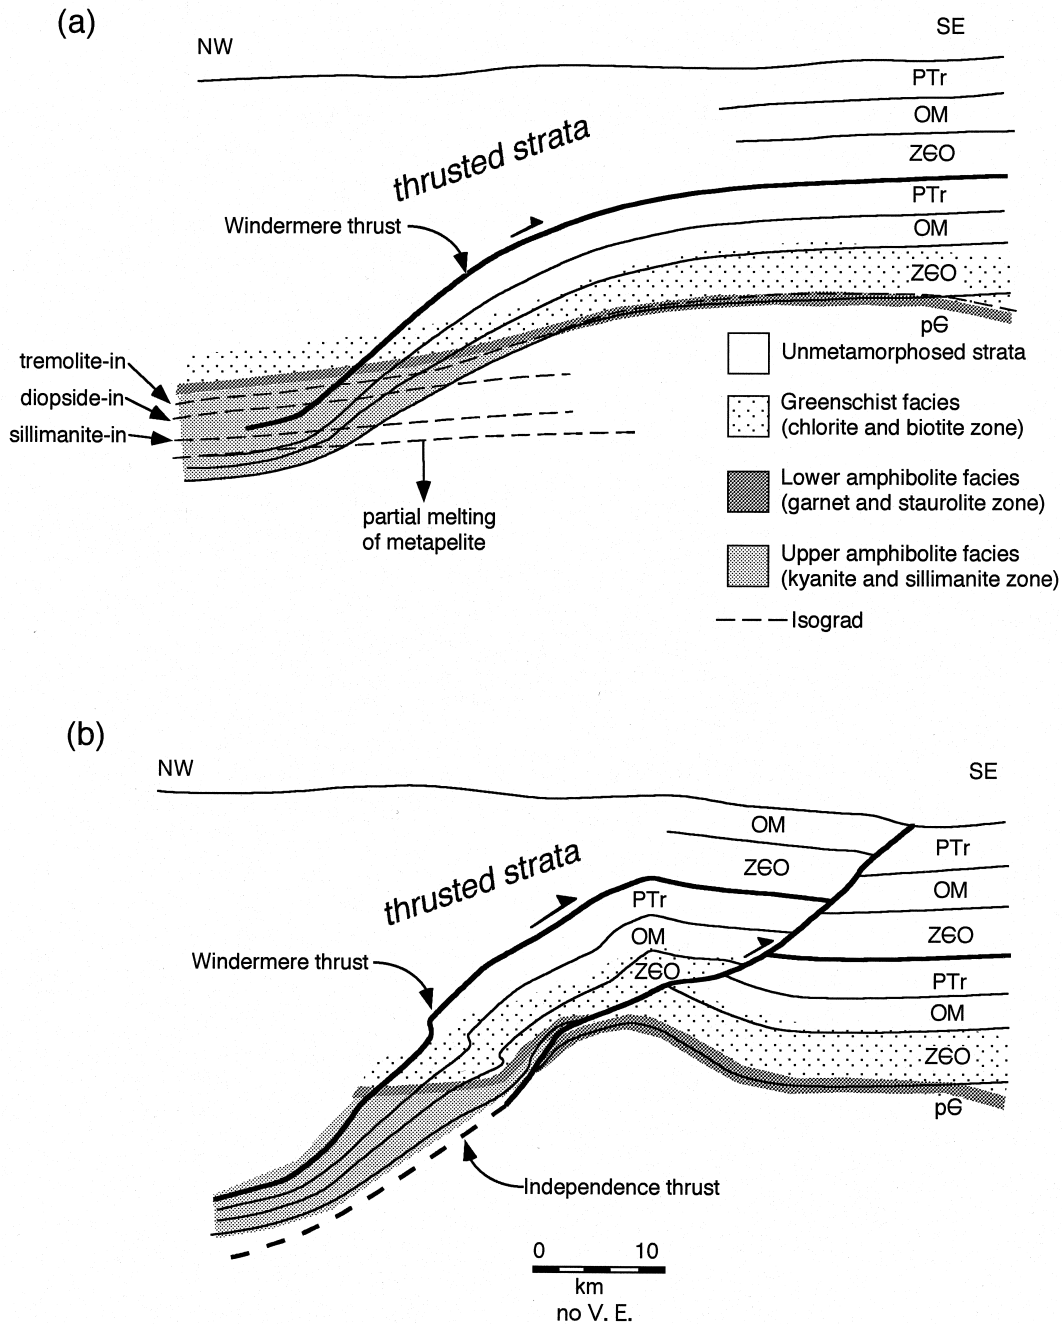 (a)
NW
SE
PTr
OM
ZЄO
thrusted strata
PTr
Windermere thrust
OM
ZЄO
pЄ
tremolite-in
diopside-in
sillimanite-in
partial melting
of metapelite
Unmetamorphosed strata
Greenschist facies
(chlorite and biotite zone)
Lower amphibolite facies
(garnet and staurolite zone)
Upper amphibolite facies
(kyanite and sillimanite zone)
Isograd
(b)
NW
SE
OM
PTr
ZЄO
thrusted strata
OM
PTr
OM
ZЄO
Windermere thrust
ZЄO
PTr
OM
ZЄO
pЄ
Independence thrust
0 10
km
no V. E.